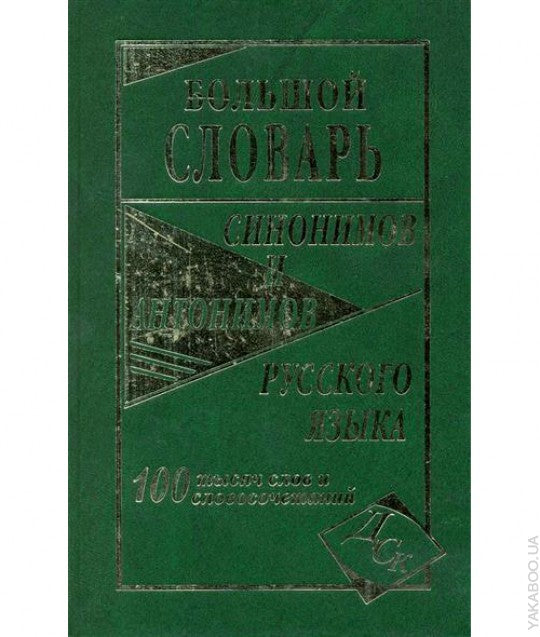 БОЛЬШОЙ
СЛОВАРЬ
СИНОНИМОВ
И
АНТОНИМОВ
РУССКОГО
ЯЗЫКА
100 тысяч слов и
словосочетаний
ДСК
YAKABOO.UA